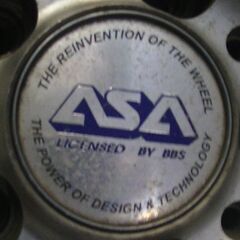 THE REINVENTION OF THE WHEEL
ASA
LICENSED BY BBS
THE POWER OF DESIGN & TECHNOLOGY